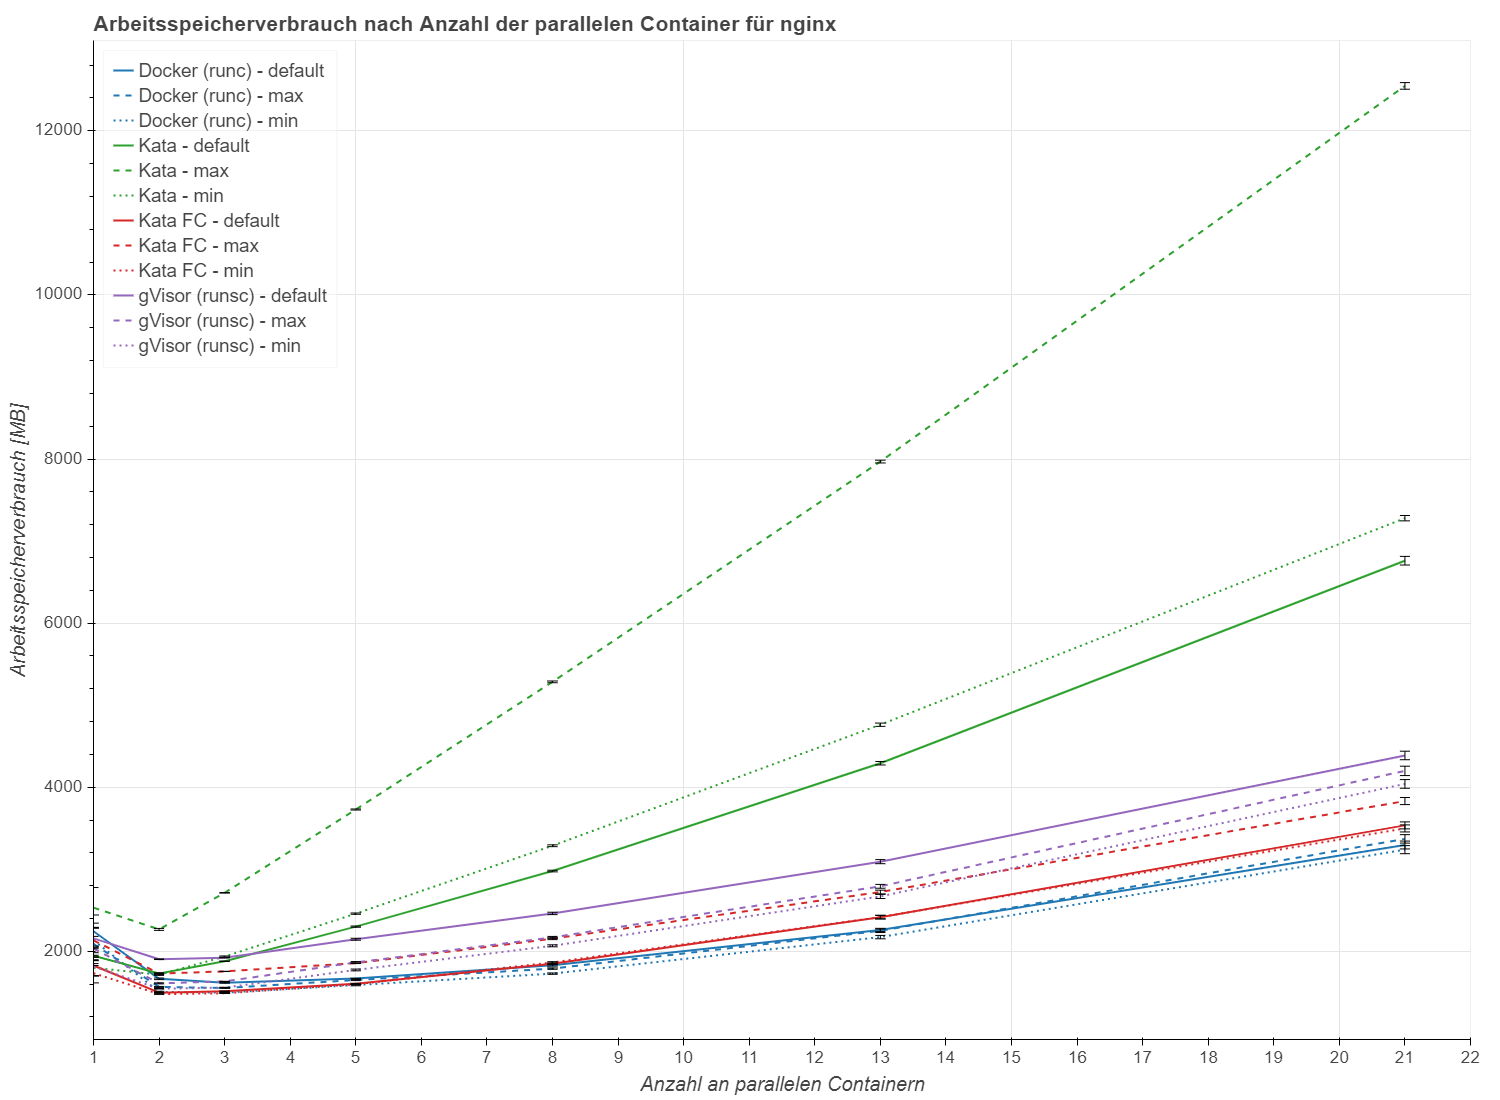 Arbeitsspeicherverbrauch nach Anzahl der parallelen Container für nginx
Docker (runc) - default
Docker (runc) - max
Docker (runc) - min
Kata - default
Kata - max
Kata - min
Kata FC - default
Kata FC - max
Kata FC - min
gVisor (runsc) - default
gVisor (runsc) - max
gVisor (runsc) - min
12000
10000
8000
6000
4000
2000
Arbeitsspeicherverbrauch [MB]
1 2 3 4 5 6 7 8 9 10 11 12 13 14 15 16 17 18 19 20 21 22
Anzahl an parallelen Containern